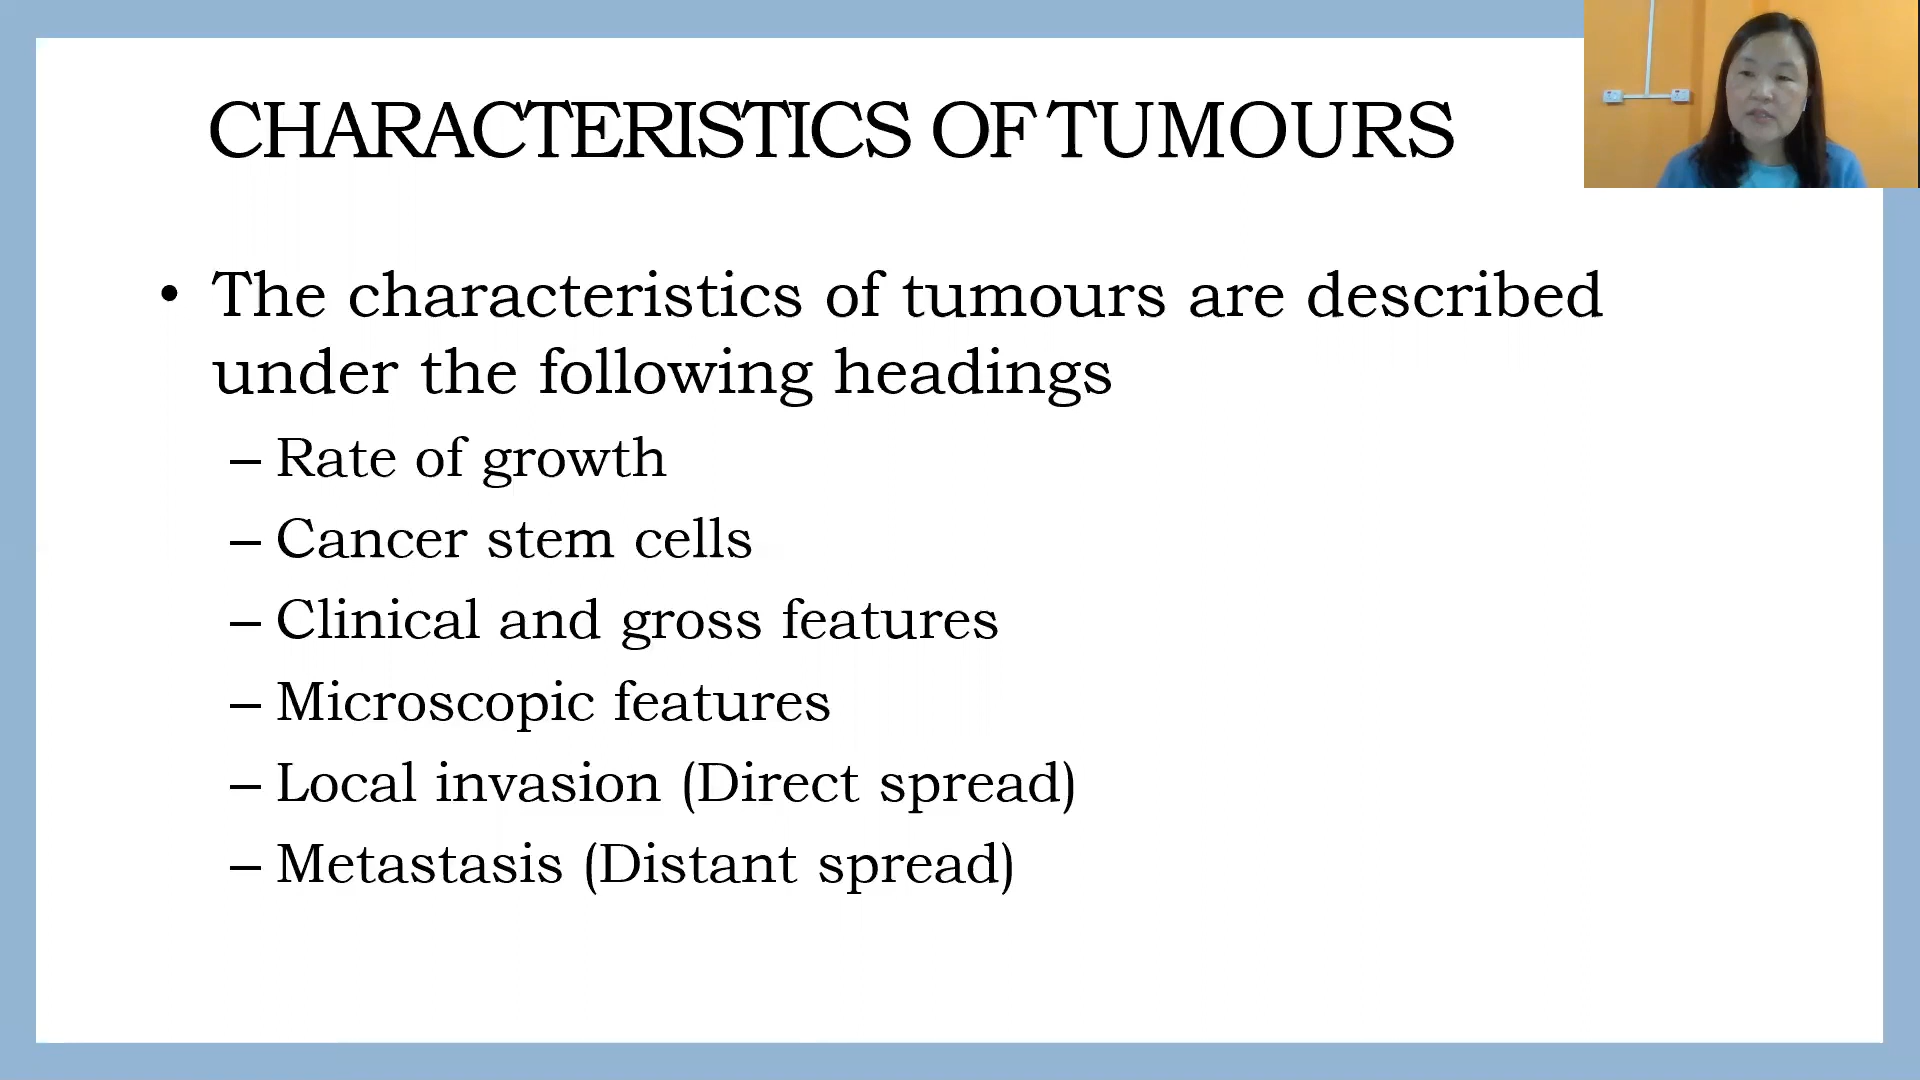 CHARACTERISTICS OF TUMOURS
• The characteristics of tumours are described
under the following headings
– Rate of growth
– Cancer stem cells
– Clinical and gross features
– Microscopic features
– Local invasion (Direct spread)
– Metastasis (Distant spread)